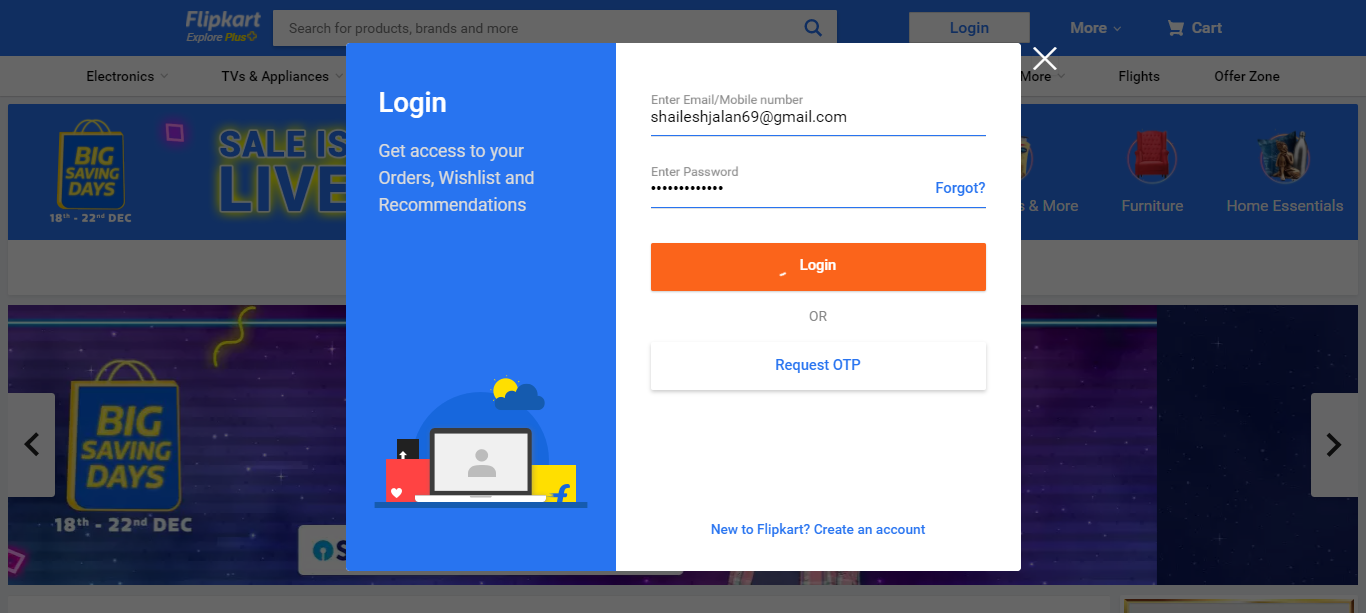 Flipkart
Explore Plus
Search for products, brands and more
Login
More
Cart
Electronics
TVs & Appliances
More
Flights
Offer Zone
BIG
SAVING
DAYS
18th - 22nd DEC
SALE IS
LIVE
& More
Furniture
Home Essentials
Login
Get access to your
Orders, Wishlist and
Recommendations
Enter Email/Mobile number
shaileshjalan69@gmail.com
Enter Password
•••••••••••••
Forgot?
Login
OR
Request OTP
New to Flipkart? Create an account
BIG
SAVING
DAYS
18th - 22nd DEC